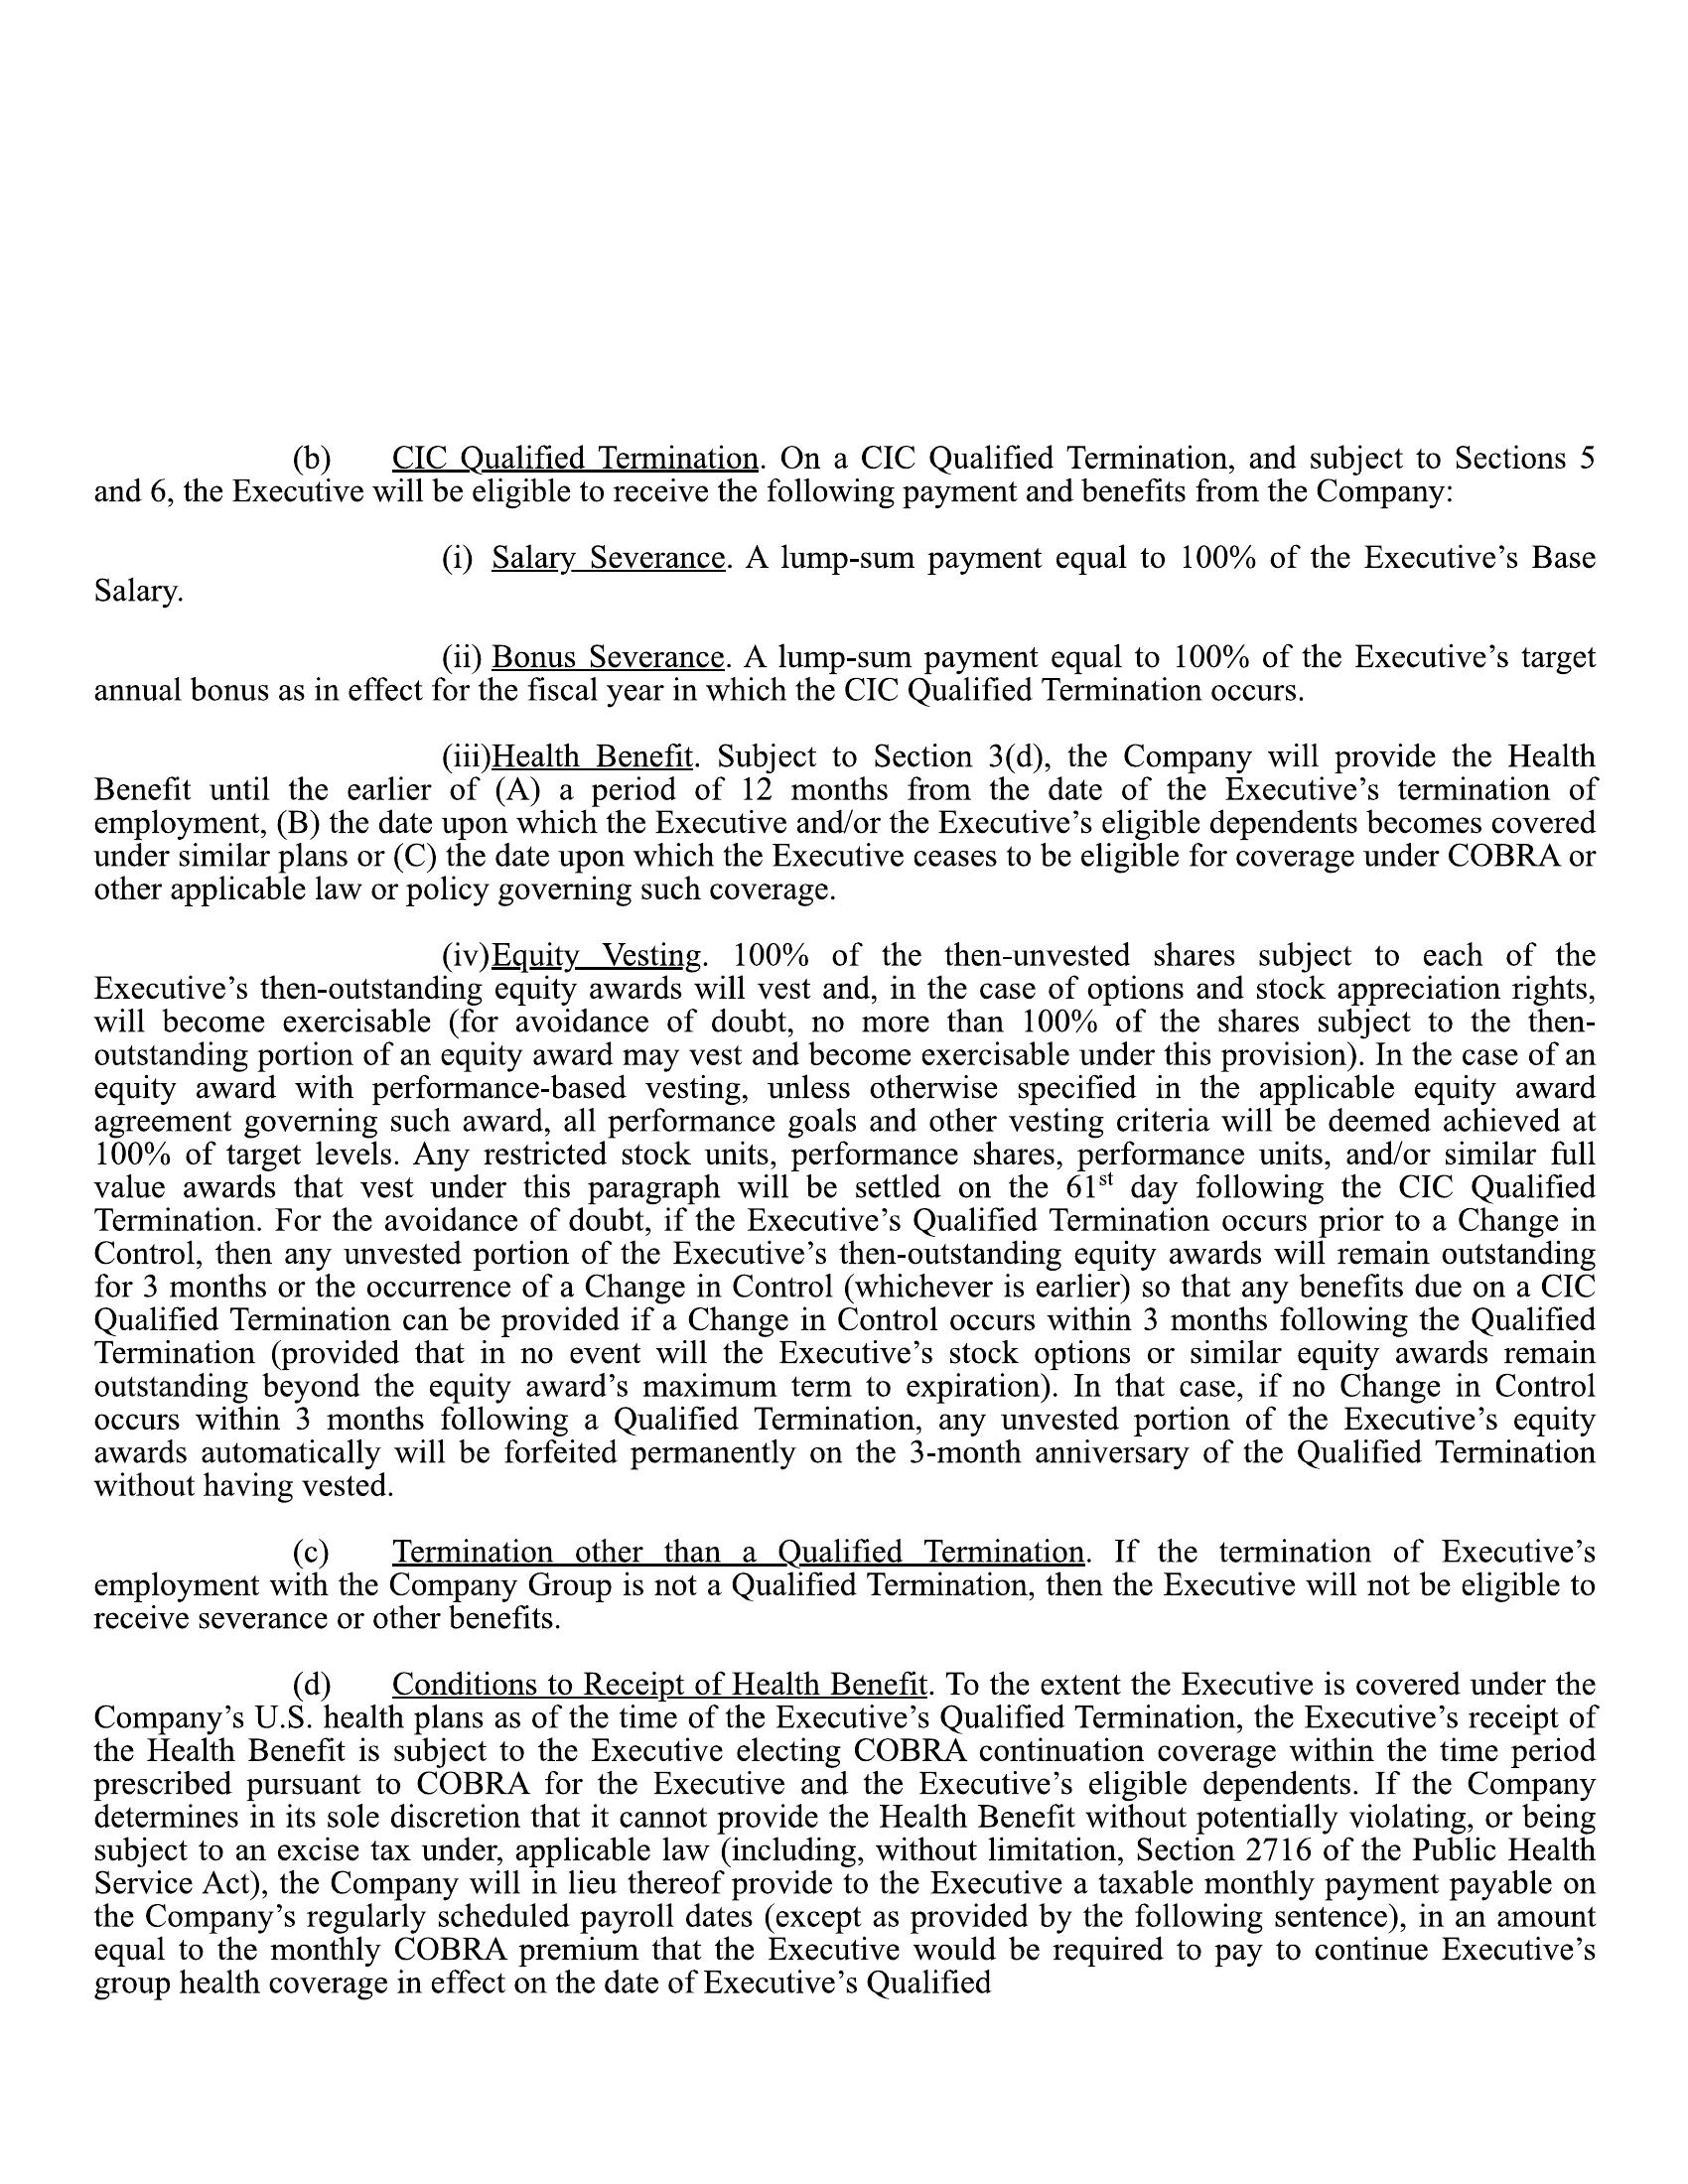 (b) CIC Qualified Termination. On a CIC Qualified Termination, and subject to Sections 5
and 6, the Executive will be eligible to receive the following payment and benefits from the Company:
(i) Salary Severance. A lump-sum payment equal to 100% of the Executive’s Base
Salary.
(ii) Bonus Severance. A lump-sum payment equal to 100% of the Executive’s target
annual bonus as in effect for the fiscal year in which the CIC Qualified Termination occurs.
(iii)Health Benefit. Subject to Section 3(d), the Company will provide the Health
Benefit until the earlier of (A) a period of 12 months from the date of the Executive’s termination of
employment, (B) the date upon which the Executive and/or the Executive’s eligible dependents becomes covered
under similar plans or (C) the date upon which the Executive ceases to be eligible for coverage under COBRA or
other applicable law or policy governing such coverage.
(iv)Equity Vesting. 100% of the then-unvested shares subject to each of the
Executive’s then-outstanding equity awards will vest and, in the case of options and stock appreciation rights,
will become exercisable (for avoidance of doubt, no more than 100% of the shares subject to the then-
outstanding portion of an equity award may vest and become exercisable under this provision). In the case of an
equity award with performance-based vesting, unless otherwise specified in the applicable equity award
agreement governing such award, all performance goals and other vesting criteria will be deemed achieved at
100% of target levels. Any restricted stock units, performance shares, performance units, and/or similar full
value awards that vest under this paragraph will be settled on the 61st day following the CIC Qualified
Termination. For the avoidance of doubt, if the Executive’s Qualified Termination occurs prior to a Change in
Control, then any unvested portion of the Executive’s then-outstanding equity awards will remain outstanding
for 3 months or the occurrence of a Change in Control (whichever is earlier) so that any benefits due on a CIC
Qualified Termination can be provided if a Change in Control occurs within 3 months following the Qualified
Termination (provided that in no event will the Executive’s stock options or similar equity awards remain
outstanding beyond the equity award’s maximum term to expiration). In that case, if no Change in Control
occurs within 3 months following a Qualified Termination, any unvested portion of the Executive’s equity
awards automatically will be forfeited permanently on the 3-month anniversary of the Qualified Termination
without having vested.
(c) Termination other than a Qualified Termination. If the termination of Executive’s
employment with the Company Group is not a Qualified Termination, then the Executive will not be eligible to
receive severance or other benefits.
(d) Conditions to Receipt of Health Benefit. To the extent the Executive is covered under the
Company’s U.S. health plans as of the time of the Executive’s Qualified Termination, the Executive’s receipt of
the Health Benefit is subject to the Executive electing COBRA continuation coverage within the time period
prescribed pursuant to COBRA for the Executive and the Executive’s eligible dependents. If the Company
determines in its sole discretion that it cannot provide the Health Benefit without potentially violating, or being
subject to an excise tax under, applicable law (including, without limitation, Section 2716 of the Public Health
Service Act), the Company will in lieu thereof provide to the Executive a taxable monthly payment payable on
the Company’s regularly scheduled payroll dates (except as provided by the following sentence), in an amount
equal to the monthly COBRA premium that the Executive would be required to pay to continue Executive’s
group health coverage in effect on the date of Executive’s Qualified